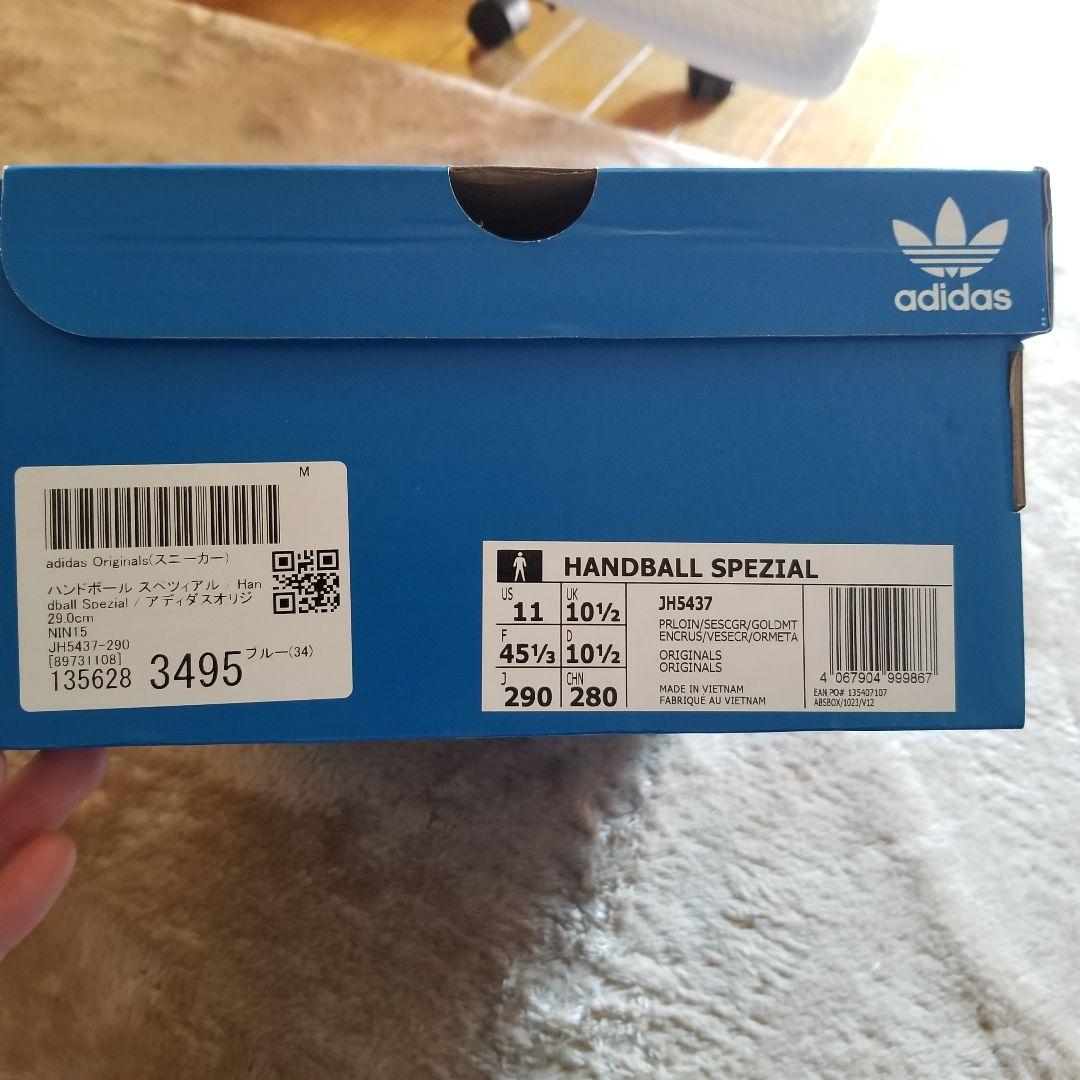 adidas
M
adidas Originals(スニーカー)
ハンドボール スペツィアル / Han
dball Spezial / アディダスオリジ
29.0cm
NIN15
JH5437-290
[89731108]
ブルー(34)
135628 3495
HANDBALL SPEZIAL
US 11 UK 10½
F 45⅓ D 10½
J 290 CHN 280
JH5437
PRLOIN/SESCGR/GOLDMT
ENCRUS/VESECR/ORMETA
ORIGINALS
ORIGINALS
MADE IN VIETNAM
FABRIQUÉ AU VIETNAM
4 067904 999867
EAN PO# 135407107
ABSBOX/1023/V12